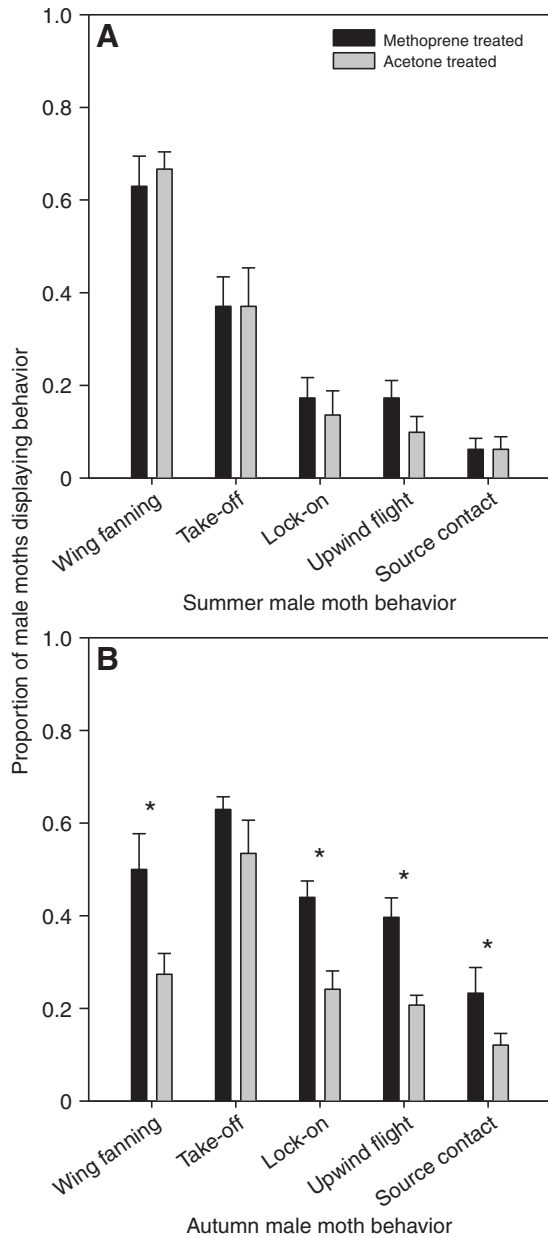 Proportion of male moths displaying behavior
A
Methoprene treated
Acetone treated
1.0
0.8
0.6
0.4
0.2
0
Wing fanning
Take-off
Lock-on
Upwind flight
Source contact
Summer male moth behavior
B
1.0
0.8
0.6
0.4
0.2
0
*
*
*
*
Wing fanning
Take-off
Lock-on
Upwind flight
Source contact
Autumn male moth behavior